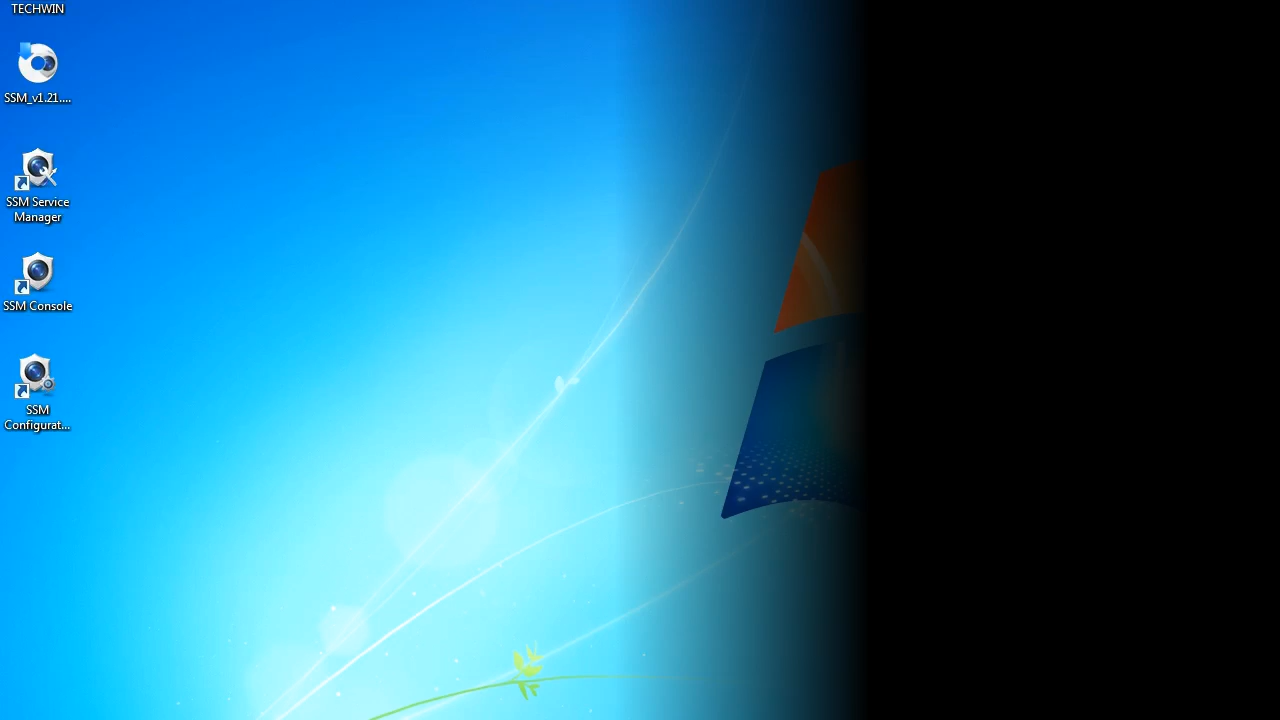 TECHWIN
SSM_v1.21....
SSM Service
Manager
SSM Console
SSM
Configurat...